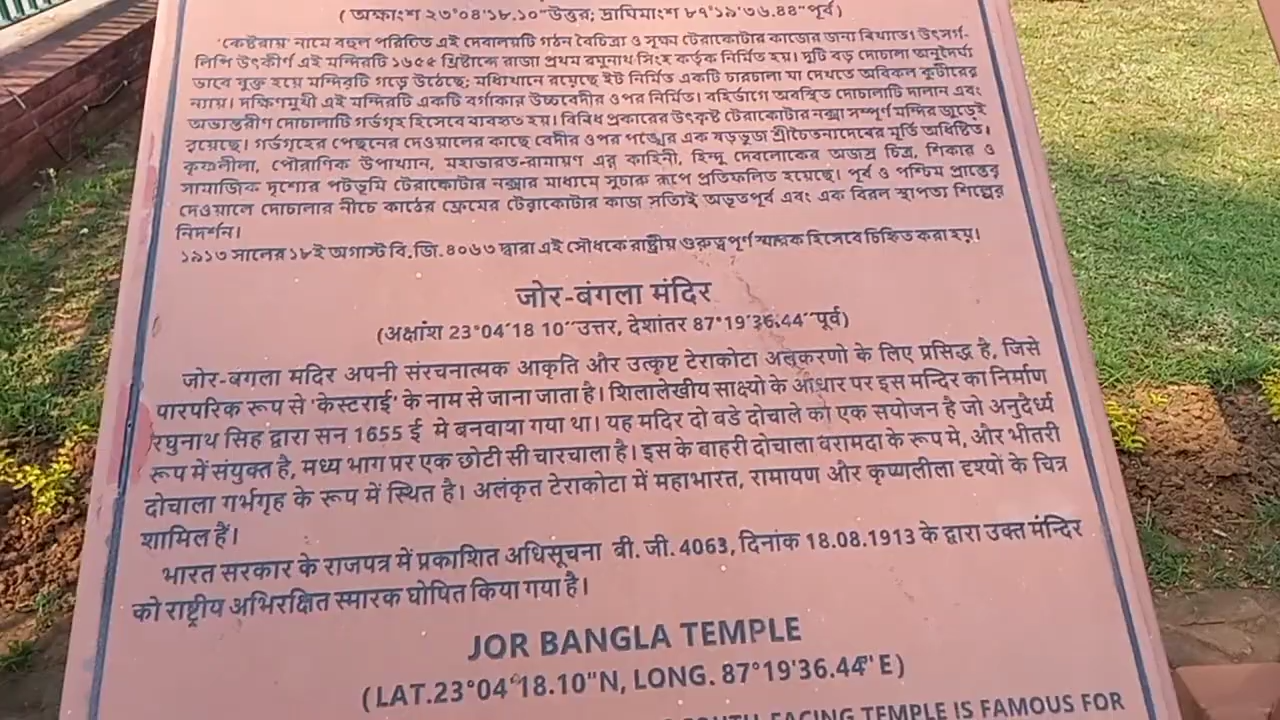 ( অক্ষাংশ ২৩°০৪'১৮.১০"উত্তর; দ্রাঘিমাংশ ৮৭°১৯'৩৬.৪৪"পূর্ব)
'কেষ্টরায়' নামে বহুল পরিচিত এই দেবালয়টি গঠন বৈচিত্র্য ও সূক্ষ্ম টেরাকোটার কাজের জন্য বিখ্যাত। উৎসর্গ-
লিপি উৎকীর্ণ এই মন্দিরটি ১৬৫৫ খ্রিষ্টাব্দে রাজা প্রথম রঘুনাথ সিংহ কর্তৃক নির্মিত হয়। দুটি বড় দোচালা অনুদৈর্ঘ্য
ভাবে যুক্ত হয়ে মন্দিরটি গড়ে উঠেছে; মধ্যিখানে রয়েছে ইট নির্মিত একটি চারচালা যা দেখতে অবিকল কুটীরের
ন্যায়। দক্ষিণমুখী এই মন্দিরটি একটি বর্গাকার উচ্চবেদীর ওপর নির্মিত। বহির্ভাগে অবস্থিত দোচালাটি দালান এবং
অভ্যন্তরীণ দোচালাটি গর্ভগৃহ হিসেবে ব্যবহৃত হয়। বিবিধ প্রকারের উৎকৃষ্ট টেরাকোটার নক্সা সম্পূর্ণ মন্দির জুড়েই
রয়েছে। গর্ভগৃহের পেছনের দেওয়ালের কাছে বেদীর ওপর পঙ্খের এক ষড়ভূজা শ্রীচৈতন্যদেবের মূর্তি অধিষ্ঠিত।
কৃষ্ণলীলা, পৌরাণিক উপাখ্যান, মহাভারত-রামায়ণ এর কাহিনী, হিন্দু দেবলোকের অজস্র চিত্র, শিকার ও
সামাজিক দৃশ্যের পটভূমি টেরাকোটার নক্সার মাধ্যমে সুচারু রূপে প্রতিফলিত হয়েছে। পূর্ব ও পশ্চিম প্রান্তের
দেওয়ালে দোচালার নীচে কাঠের ফ্রেমের টেরাকোটার কাজ সত্যিই অভূতপূর্ব এবং এক বিরল স্থাপত্য শিল্পের
নিদর্শন।
১৯১৩ সালের ১৮ই অগাস্ট বি.জি. ৪০৬৩ দ্বারা এই সৌধকে রাষ্ট্রীয় গুরুত্বপূর্ণ স্মারক হিসেবে চিহ্নিত করা হয়।
जोर-बंगला मंदिर
(अक्षांश 23°04'18 10"उत्तर, देशांतर 87°19'36.44"पूर्व)
जोर-बगला मदिर अपनी संरचनात्मक आकृति और उत्कृष्ट टेराकोटा अलंकरणो के लिए प्रसिद्ध है, जिसे
पारपरिक रूप से 'केस्टराई' के नाम से जाना जाता है। शिलालेखीय साक्ष्यो के आधार पर इस मन्दिर का निर्माण
रघुनाथ सिह द्वारा सन 1655 ई मे बनवाया गया था। यह मदिर दो बडे दोचाले को एक सयोजन है जो अनुदैर्ध्य
रूप में संयुक्त है, मध्य भाग पर एक छोटी सी चारचाला है। इस के बाहरी दोचाला बरामदा के रूप मे, और भीतरी
दोचाला गर्भगृह के रूप में स्थित है। अलंकृत टेराकोटा में महाभारत, रामायण और कृष्णलीला दृश्यों के चित्र
शामिल हैं।
भारत सरकार के राजपत्र में प्रकाशित अधिसूचना बी. जी. 4063, दिनांक 18.08.1913 के द्वारा उक्त मंन्दिर
को राष्ट्रीय अभिरक्षित स्मारक घोषित किया गया है।
JOR BANGLA TEMPLE
(LAT.23°04'18.10"N, LONG. 87°19'36.44"E)
FACING TEMPLE IS FAMOUS FOR